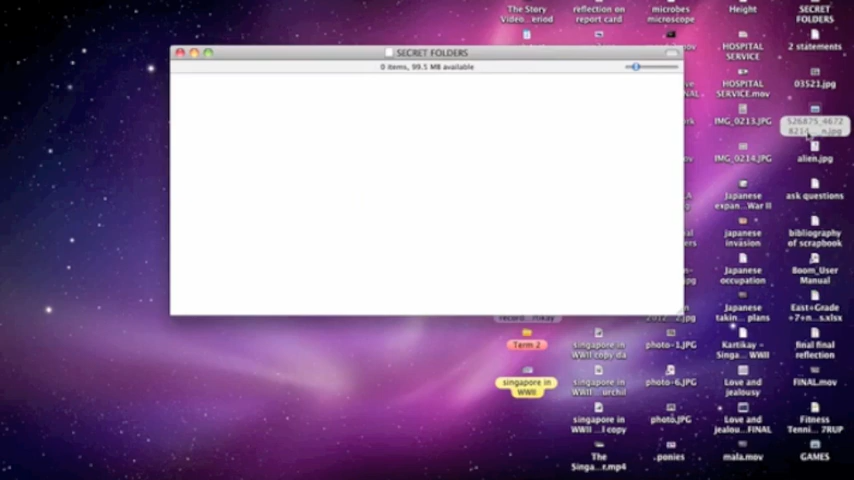 The Story
Video...eriod
reflection on
report card
microbes
microscope
Height
SECRET
FOLDERS
SECRET FOLDERS
0 items, 99.5 MB available
HOSPITAL
SERVICE
2 statements
HOSPITAL
SERVICE.mov
03521.jpg
IMG_0213.JPG
526875_4672
8214..._n.jpg
IMG_0214.JPG
alien.jpg
Japanese
expan...War II
ask questions
japanese
invasion
bibliography
of scrapbook
Japanese
occupation
Boom_User
Manual
Japanese
takin... plans
East+Grade
+7+n...s.xlsx
Term 2
singapore in
WWII copy.da
photo-1.JPG
Kartikay -
Singa... WWII
final final
reflection
singapore in
WWII
singapore in
WWII ...urchil
photo-6.JPG
Love and
jealousy
FINAL.mov
singapore in
WWII...l copy
photo.JPG
Love and
jealou...FINAL
Fitness
Tenni... 7RUP
The
Singa...r.mp4
ponies
mala.mov
GAMES